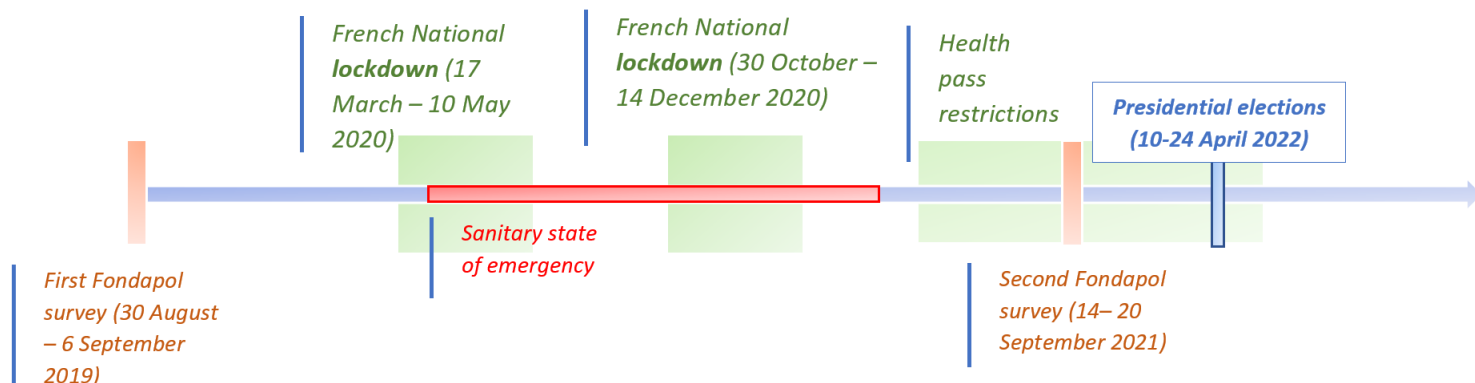 French National
lockdown (17
March – 10 May
2020)
French National
lockdown (30 October –
14 December 2020)
Health
pass
restrictions
Presidential elections
(10-24 April 2022)
Sanitary state
of emergency
First Fondapol
survey (30 August
– 6 September
2019)
Second Fondapol
survey (14– 20
September 2021)